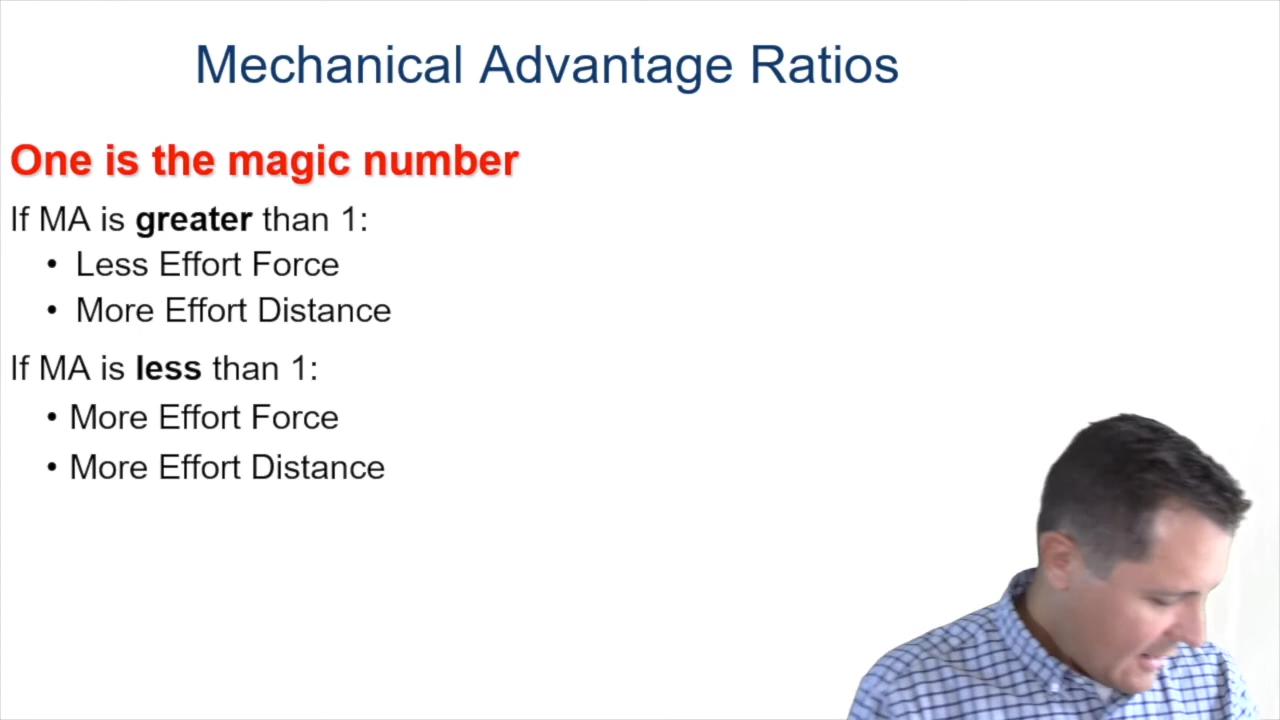 Mechanical Advantage Ratios
One is the magic number
If MA is greater than 1:
• Less Effort Force
• More Effort Distance
If MA is less than 1:
• More Effort Force
• More Effort Distance